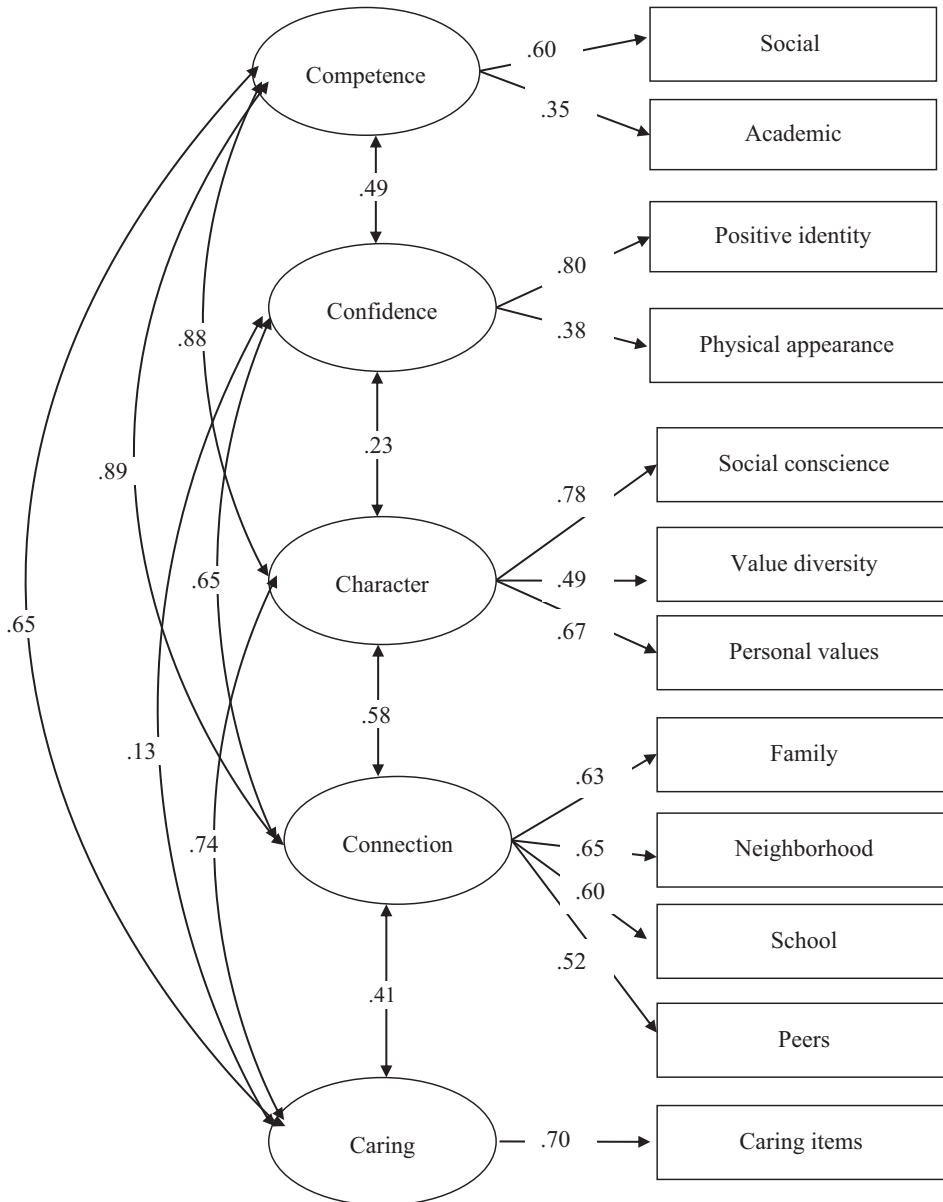 Competence
.60
Social
.35
Academic
.49
Confidence
.80
Positive identity
.38
Physical appearance
.88
.23
.89
Character
.78
Social conscience
.49
Value diversity
.67
Personal values
.65
.65
.58
.13
Connection
.63
Family
.65
Neighborhood
.60
School
.52
Peers
.74
.41
Caring
.70
Caring items